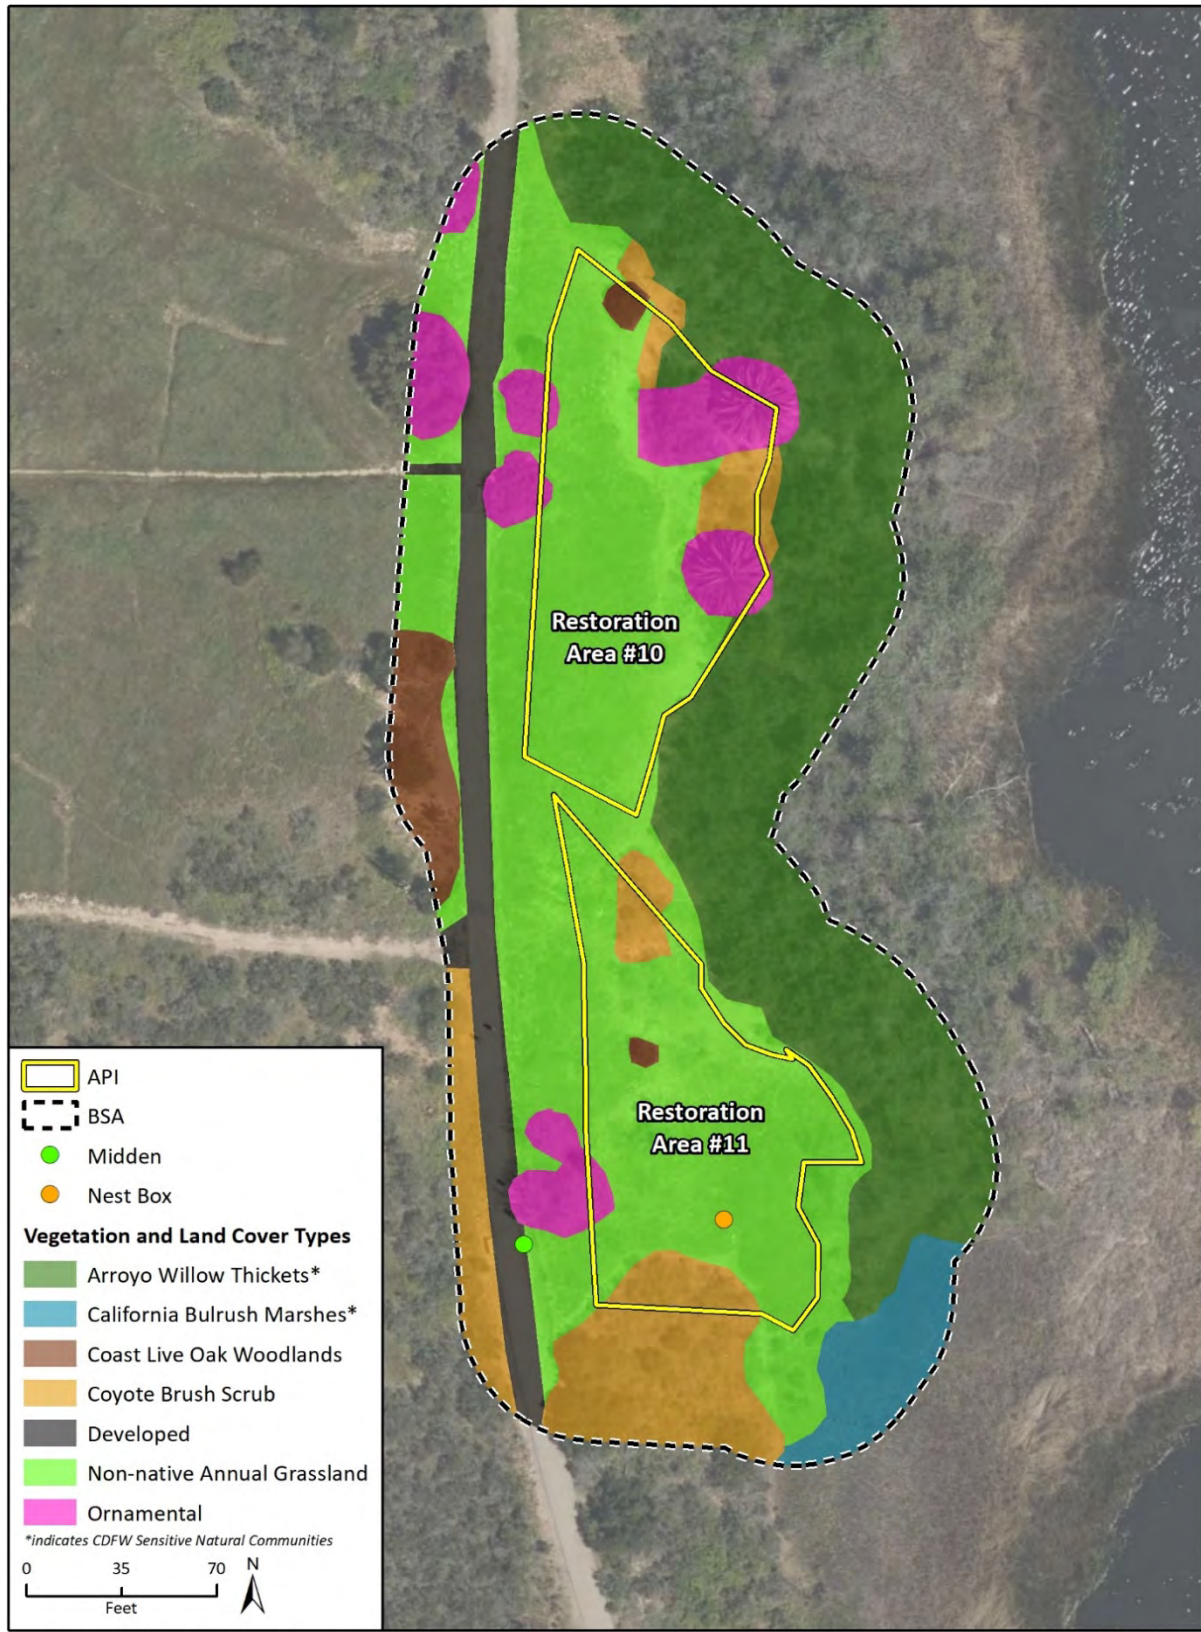 Restoration
Area #10
Restoration
Area #11
API
BSA
Midden
Nest Box
Vegetation and Land Cover Types
Arroyo Willow Thickets*
California Bulrush Marshes*
Coast Live Oak Woodlands
Coyote Brush Scrub
Developed
Non-native Annual Grassland
Ornamental
*indicates CDFW Sensitive Natural Communities
0 35 70 N
Feet